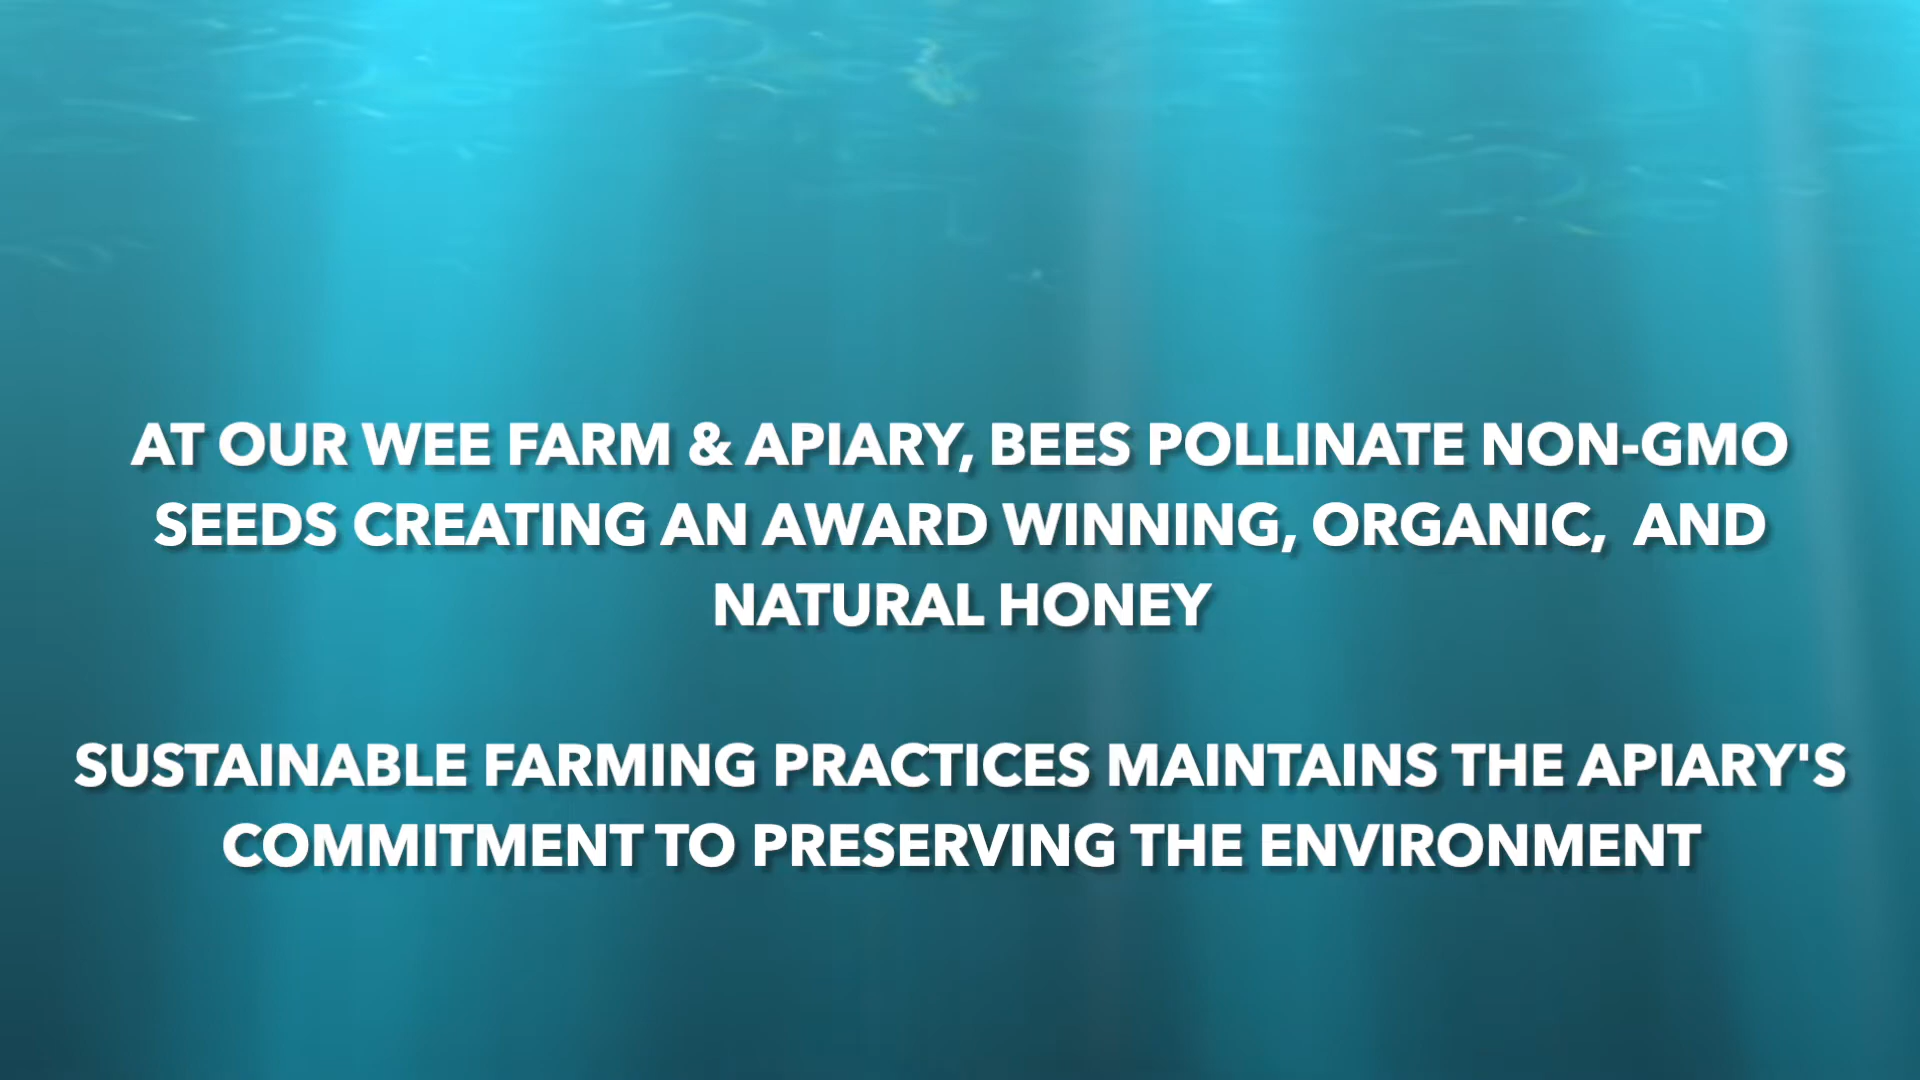 AT OUR WEE FARM & APIARY, BEES POLLINATE NON-GMO
SEEDS CREATING AN AWARD WINNING, ORGANIC,  AND
NATURAL HONEY
SUSTAINABLE FARMING PRACTICES MAINTAINS THE APIARY'S
COMMITMENT TO PRESERVING THE ENVIRONMENT